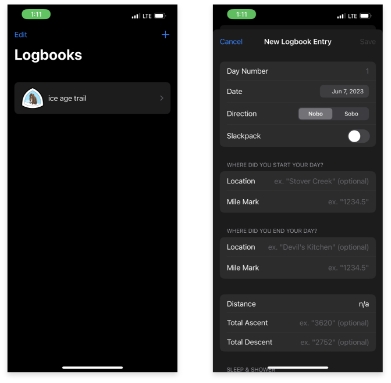 1:11
LTE
Edit
+
Logbooks
ice age trail
1:11
LTE
Cancel
New Logbook Entry
Save
Day Number
1
Date
Jun 7, 2023
Direction
Nobo
Sobo
Slackpack
WHERE DID YOU START YOUR DAY?
Location
ex. "Stover Creek" (optional)
Mile Mark
ex. "1234.5"
WHERE DID YOU END YOUR DAY?
Location
ex. "Devil's Kitchen" (optional)
Mile Mark
ex. "1234.5"
Distance
n/a
Total Ascent
ex. "3620" (optional)
Total Descent
ex. "2752" (optional)
SLEEP & SHOWER